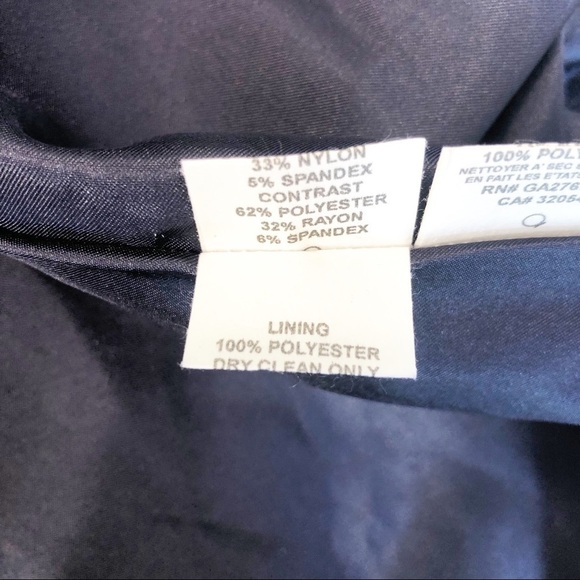 33% NYLON
5% SPANDEX
CONTRAST
62% POLYESTER
32% RAYON
6% SPANDEX
LINING
100% POLYESTER
DRY CLEAN ONLY
100% POLY
NETTOYER A' SEC
EN FAIT LES E'TAT
RN# GA276
CA# 3205